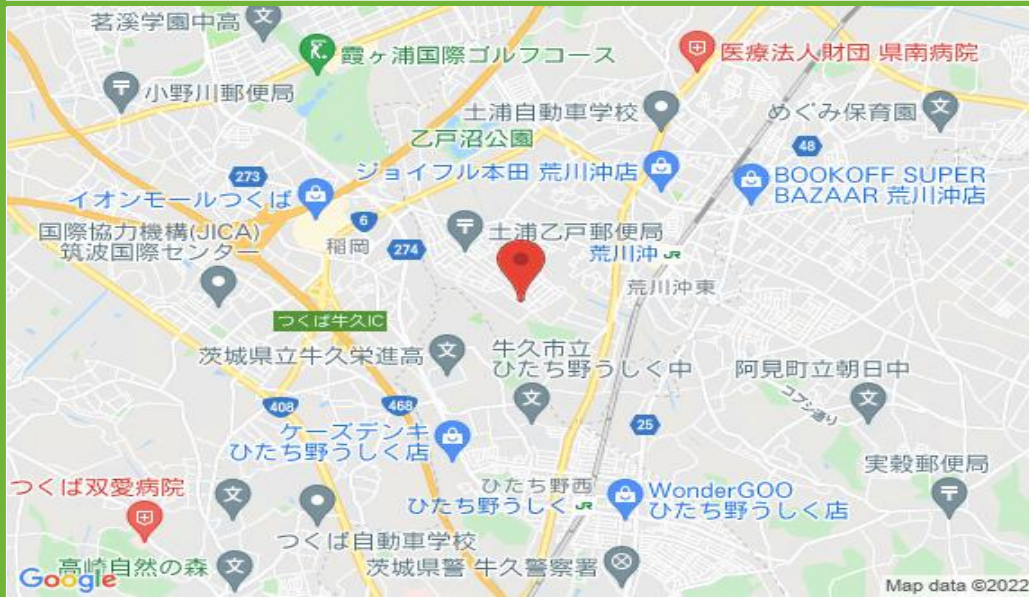 茗溪学園中高
霞ヶ浦国際ゴルフコース
医療法人財団 県南病院
小野川郵便局
土浦自動車学校
めぐみ保育園
乙戸沼公園
48
ジョイフル本田 荒川沖店
BOOKOFF SUPER
BAZAAR 荒川沖店
273
イオンモールつくば
6
国際協力機構(JICA)
筑波国際センター
稲岡
274
土浦乙戸郵便局
荒川沖 JR
荒川沖東
つくば牛久IC
茨城県立牛久栄進高
牛久市立
ひたち野うしく中
阿見町立朝日中
コブシ通り
408
468
25
ケーズデンキ
ひたち野うしく店
実穀郵便局
つくば双愛病院
ひたち野西
ひたち野うしく JR
WonderGOO
ひたち野うしく店
つくば自動車学校
高崎自然の森
茨城県警 牛久警察署
Google
Map data ©2022